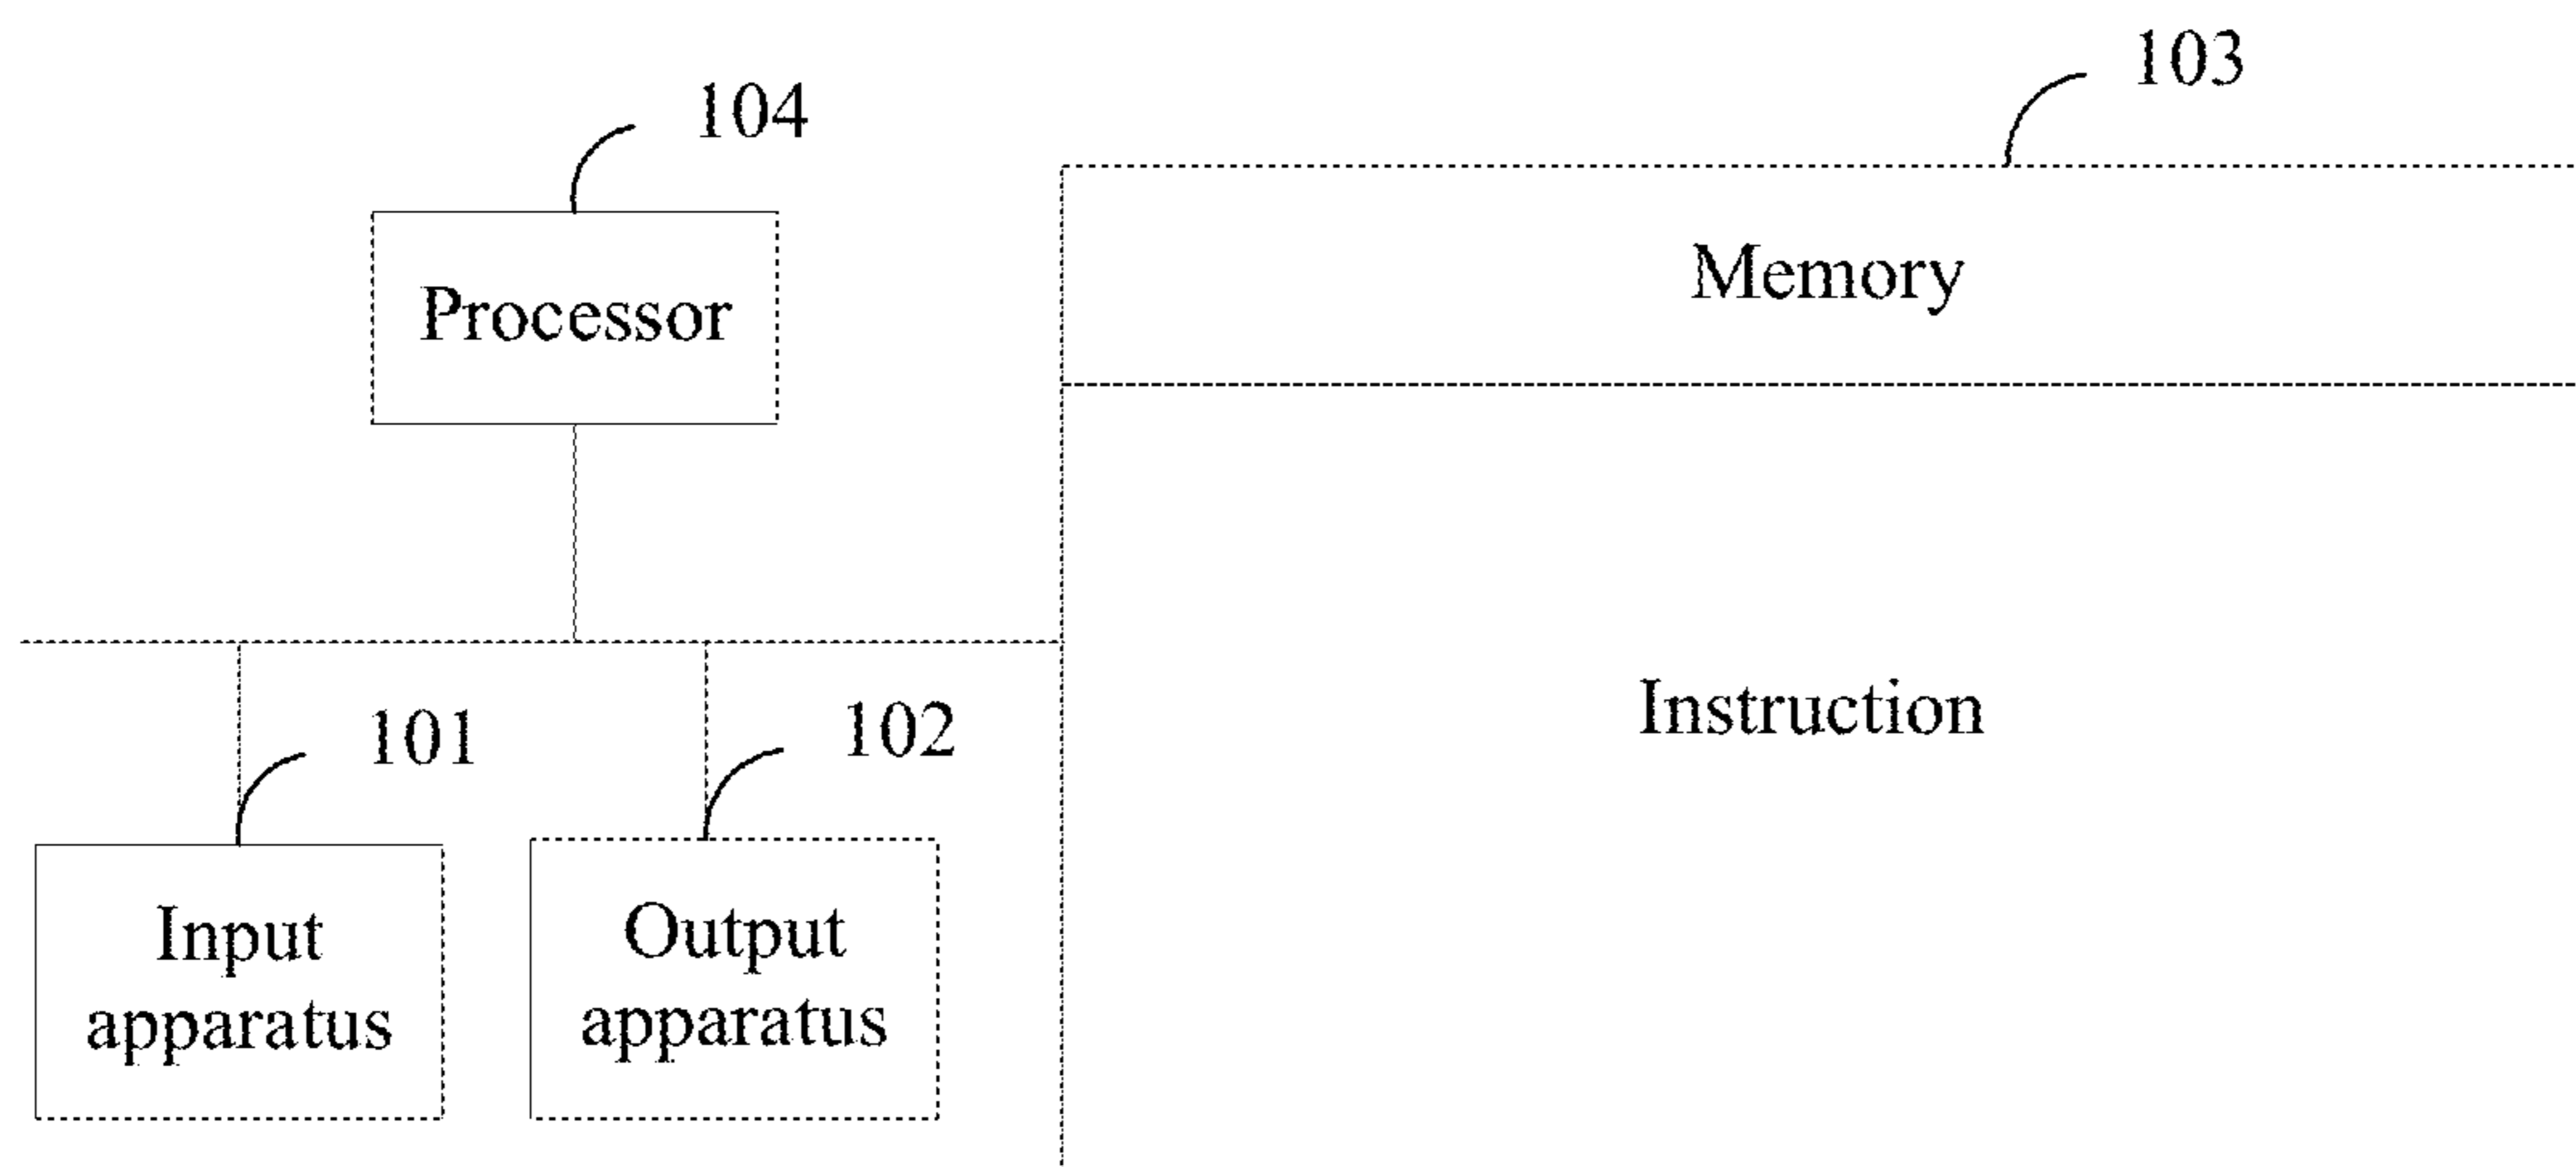 103
104
Memory
Processor
Instruction
101
102
Input
apparatus
Output
apparatus